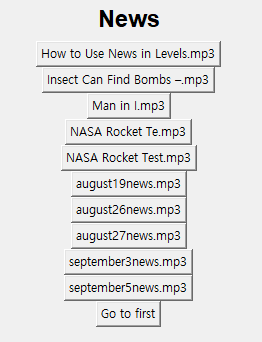 News
How to Use News in Levels.mp3
Insect Can Find Bombs –.mp3
Man in I.mp3
NASA Rocket Te.mp3
NASA Rocket Test.mp3
august19news.mp3
august26news.mp3
august27news.mp3
september3news.mp3
september5news.mp3
Go to first